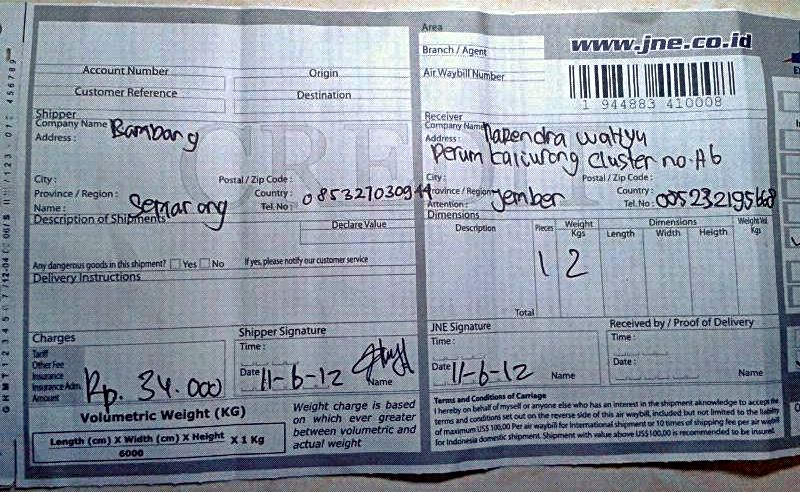 Area
Branch / Agent
www.jne.co.id
Account Number
Origin
Air Waybill Number
1 944883 410008
Customer Reference
Destination
CREDIT
Shipper
Company Name
Bambang
Address :
City :
Postal / Zip Code :
Province / Region :
Country :
Semarang
Name :
Tel. No :
085327030944
Receiver
Company Name
Address :
wahyu
Perum
cluster no. A6
City :
Postal / Zip Code :
Province / Region
Country :
Jember
Attention :
Tel. No :
Description of Shipments
Declare Value
Any dangerous goods in this shipment? Yes No
If yes, please notify our customer service
Delivery Instructions
Dimensions
Description
Pieces
Weight Kgs
Dimensions
Length
Width
Heigth
Weight Vol. Kgs
1
2
Total
Charges
Tariff
Other Fee
Insurance
Insurance Adm.
Amount
Rp. 34.000
Shipper Signature
Time :
Date
11-6-12
Name
JNE Signature
Time :
Date
11-6-12
Name
Received by / Proof of Delivery
Time :
Date :
Name
Volumetric Weight (KG)
Length (cm) X Width (cm) X Height
6000
X 1 Kg
Weight charge is based
on which ever greater
between volumetric and
actual weight
Terms and Conditions of Carriage
I hereby on behalf of myself or anyone else who has an interest in the shipment aknowledge to accept the
terms and conditions set out on the reverse side of this air waybill, included but not limited to the liability
of maximum US$ 100,00 Per air waybill for International shipment or 10 times of shipping fee per air waybill
for Indonesia domestic shipment. Shipment with value above US$100,00 is recommended to be insured.